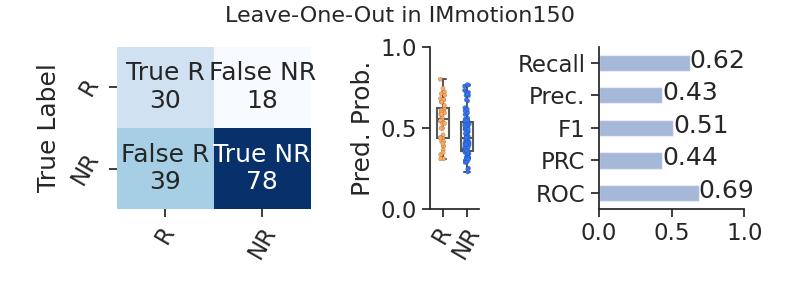 Leave-One-Out in IMmotion150
True Label
R
NR
True R
30
False NR
18
False R
39
True NR
78
R
NR
Pred. Prob.
1.0
0.5
0.0
R
NR
Recall
0.62
Prec.
0.43
F1
0.51
PRC
0.44
ROC
0.69
0.0 0.5 1.0